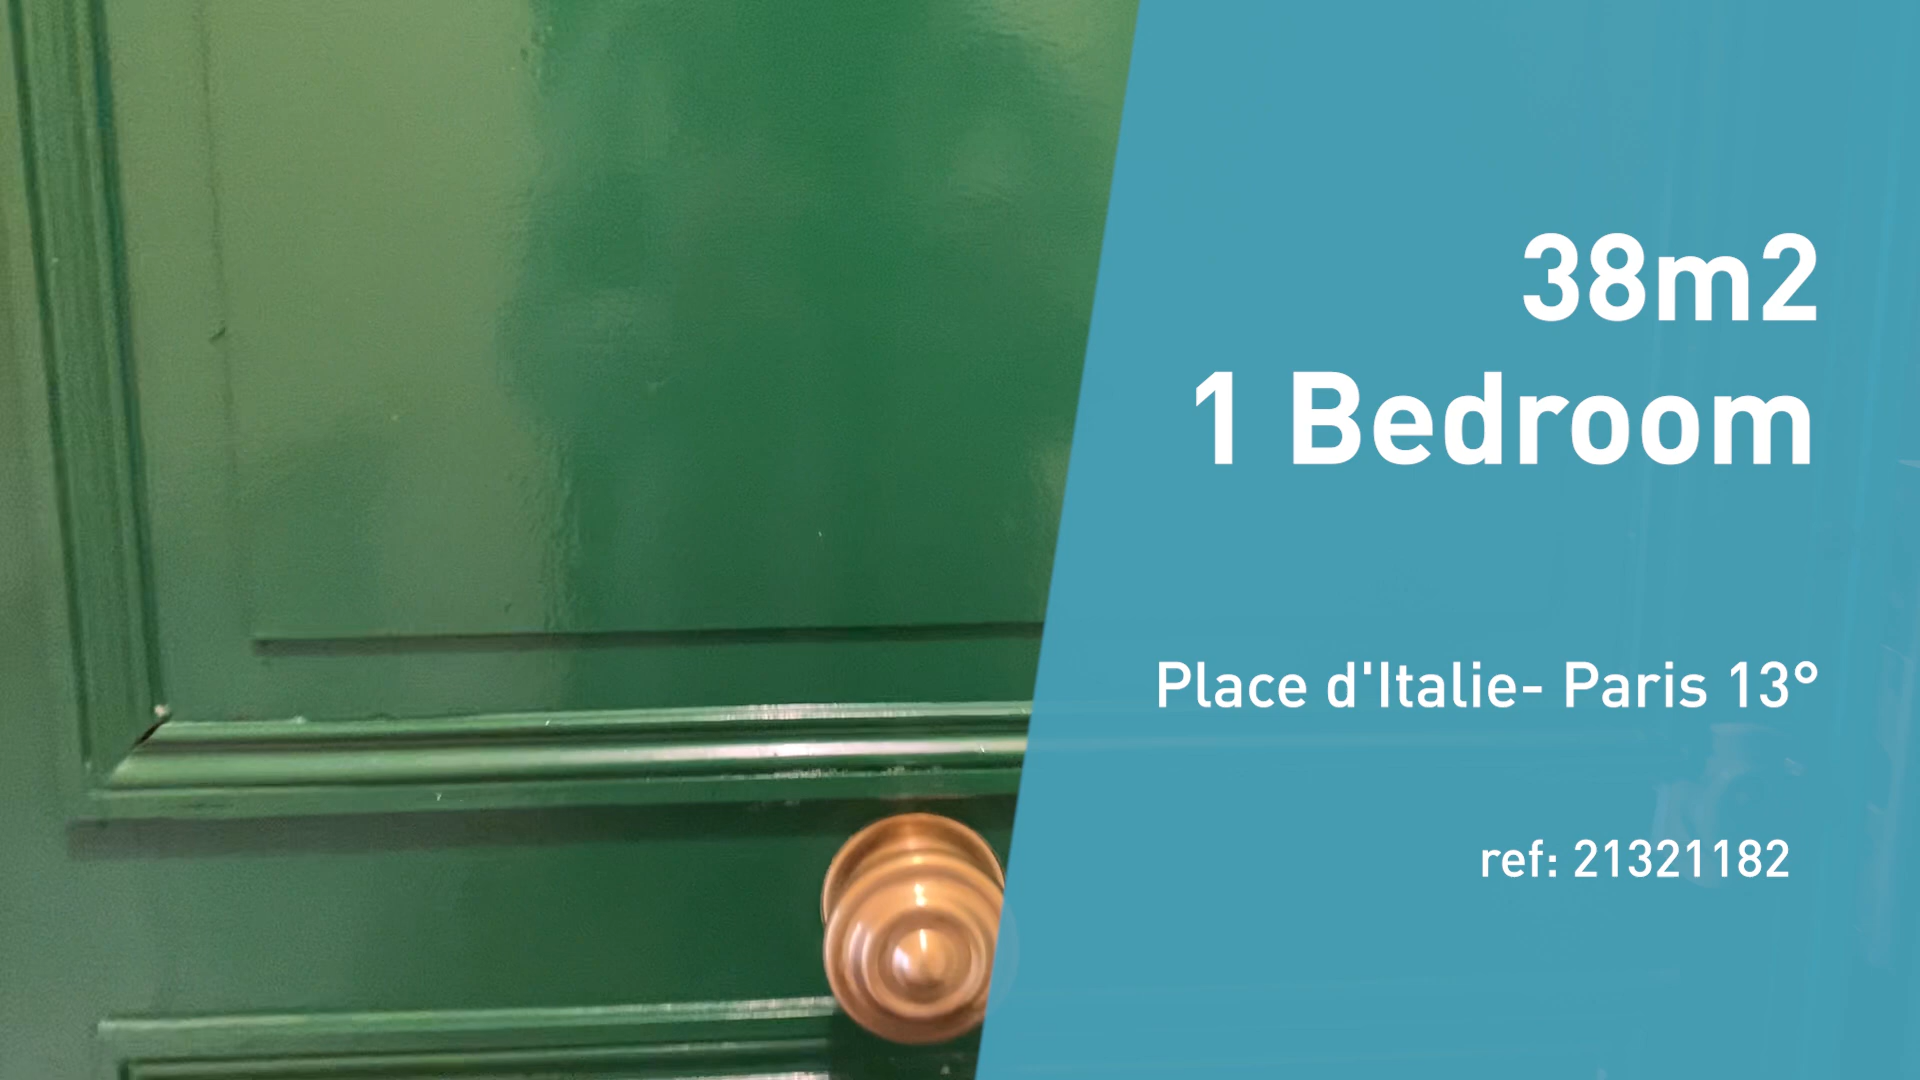 38m2
1 Bedroom
Place d'Italie- Paris 13°
ref: 21321182